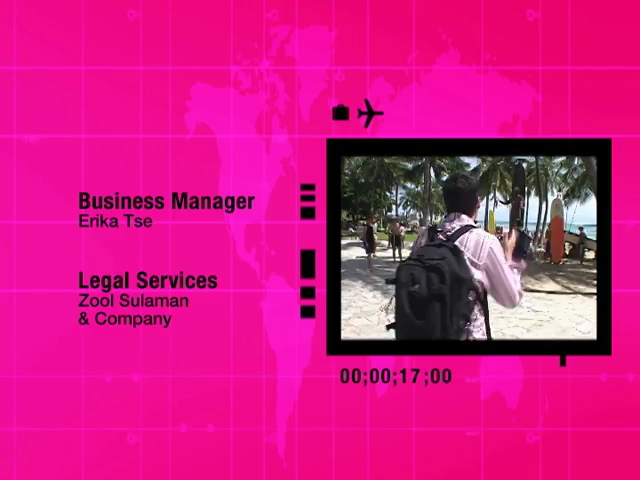 Business Manager
Erika Tse
Legal Services
Zool Sulaman
& Company
00;00;17;00